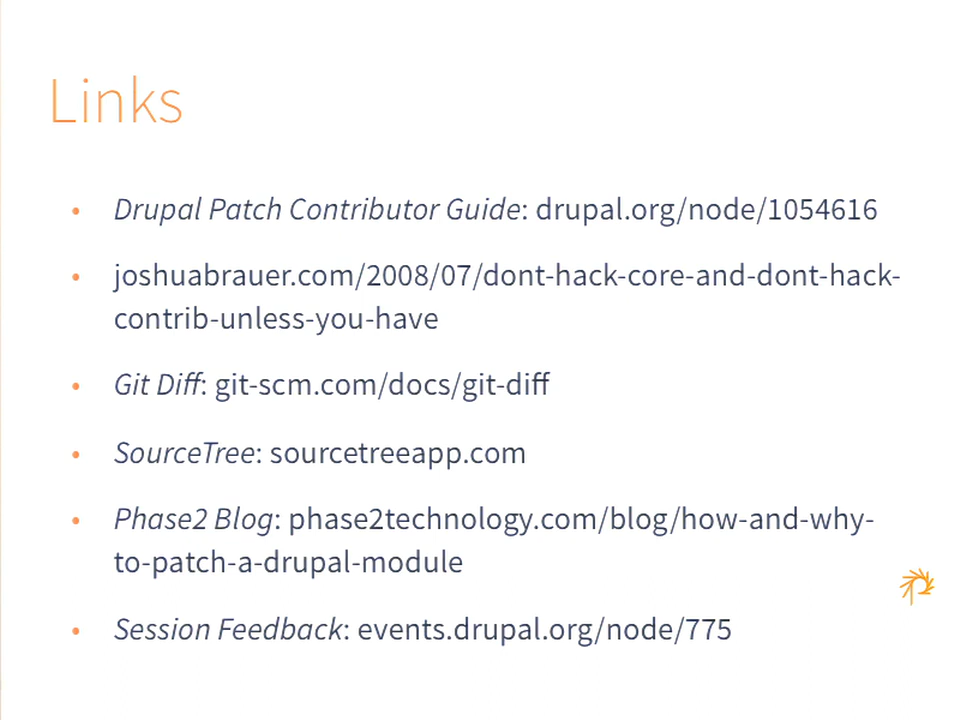 Links
• Drupal Patch Contributor Guide: drupal.org/node/1054616
• joshuabrauer.com/2008/07/dont-hack-core-and-dont-hack-
contrib-unless-you-have
• Git Diff: git-scm.com/docs/git-diff
• SourceTree: sourcetreeapp.com
• Phase2 Blog: phase2technology.com/blog/how-and-why-
to-patch-a-drupal-module
• Session Feedback: events.drupal.org/node/775